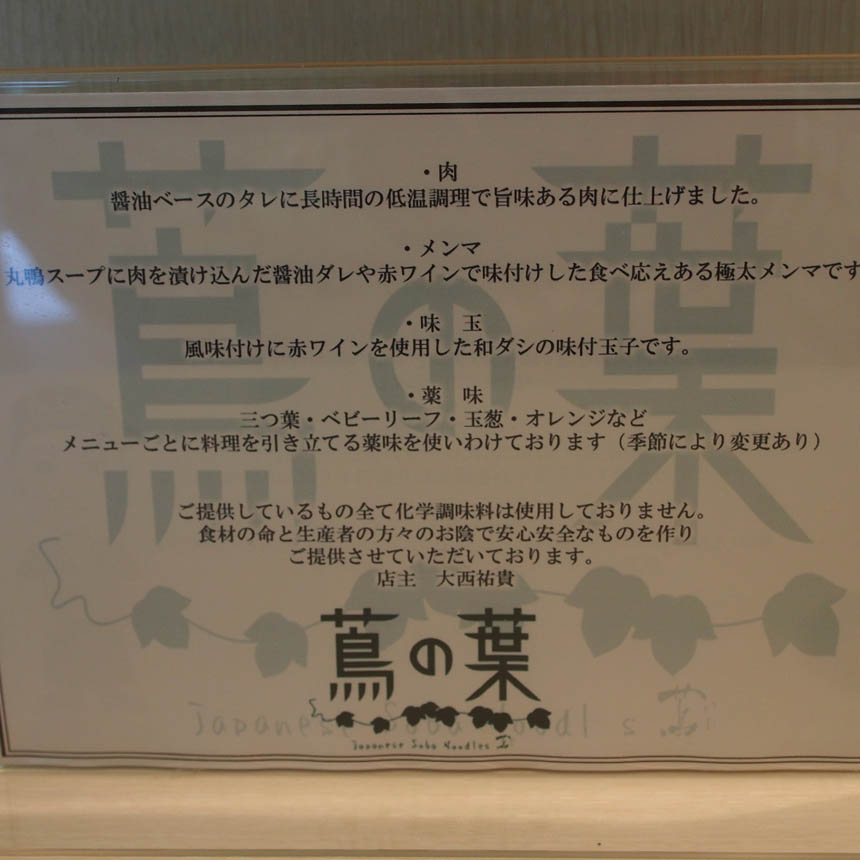 ・肉
醤油ベースのタレに長時間の低温調理で旨味ある肉に仕上げました。
・メンマ
丸鴨スープに肉を漬け込んだ醤油ダレや赤ワインで味付けした食べ応えある極太メンマです
・味　玉
風味付けに赤ワインを使用した和ダシの味付玉子です。
・薬　味
三つ葉・ベビーリーフ・玉葱・オレンジなど
メニューごとに料理を引き立てる薬味を使いわけております（季節により変更あり）
ご提供しているもの全て化学調味料は使用しておりません。
食材の命と生産者の方々のお陰で安心安全なものを作り
ご提供させていただいております。
店主　大西祐貴
蔦の葉
Japanese Soba Noodles 蔦